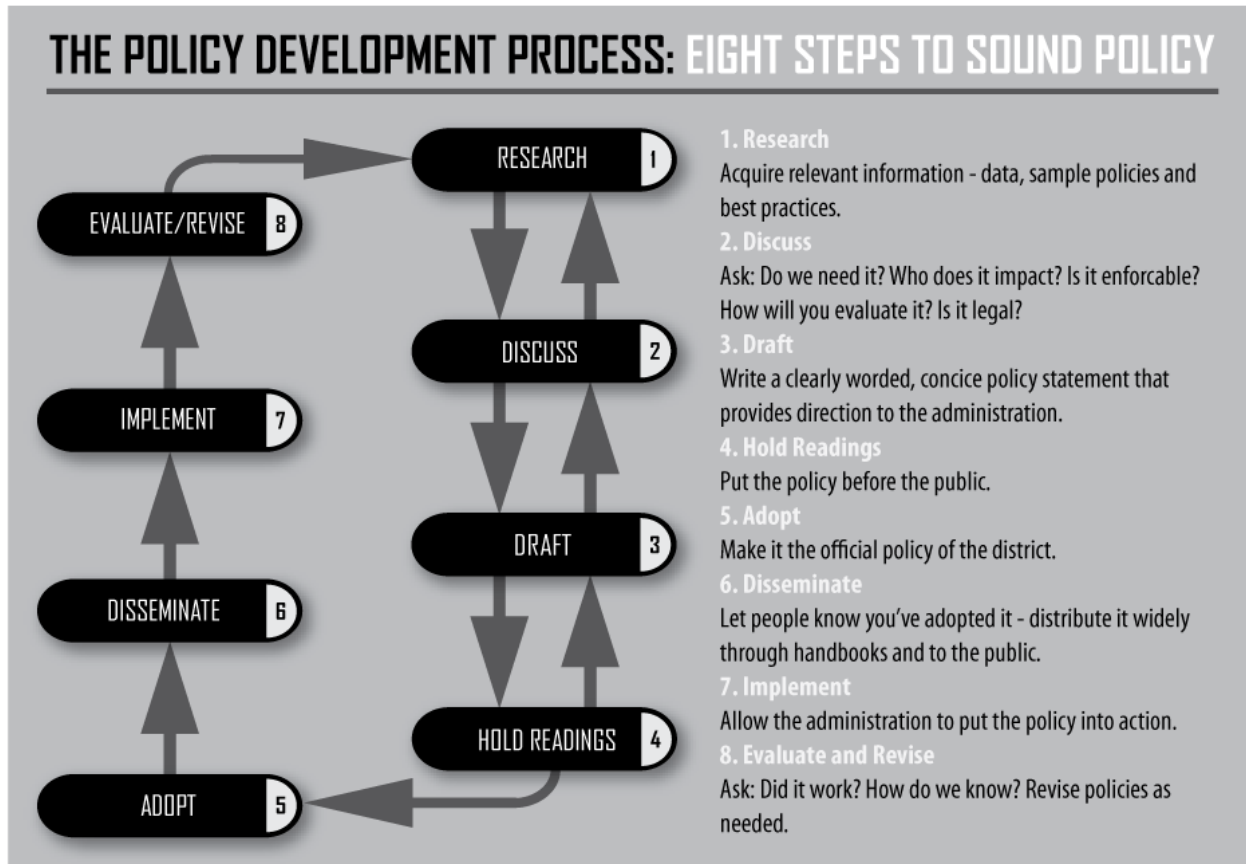 THE POLICY DEVELOPMENT PROCESS: EIGHT STEPS TO SOUND POLICY
RESEARCH 1
EVALUATE/REVISE 8
DISCUSS 2
IMPLEMENT 7
DRAFT 3
DISSEMINATE 6
HOLD READINGS 4
ADOPT 5
1. Research
Acquire relevant information - data, sample policies and
best practices.
2. Discuss
Ask: Do we need it? Who does it impact? Is it enforcable?
How will you evaluate it? Is it legal?
3. Draft
Write a clearly worded, concice policy statement that
provides direction to the administration.
4. Hold Readings
Put the policy before the public.
5. Adopt
Make it the official policy of the district.
6. Disseminate
Let people know you've adopted it - distribute it widely
through handbooks and to the public.
7. Implement
Allow the administration to put the policy into action.
8. Evaluate and Revise
Ask: Did it work? How do we know? Revise policies as
needed.